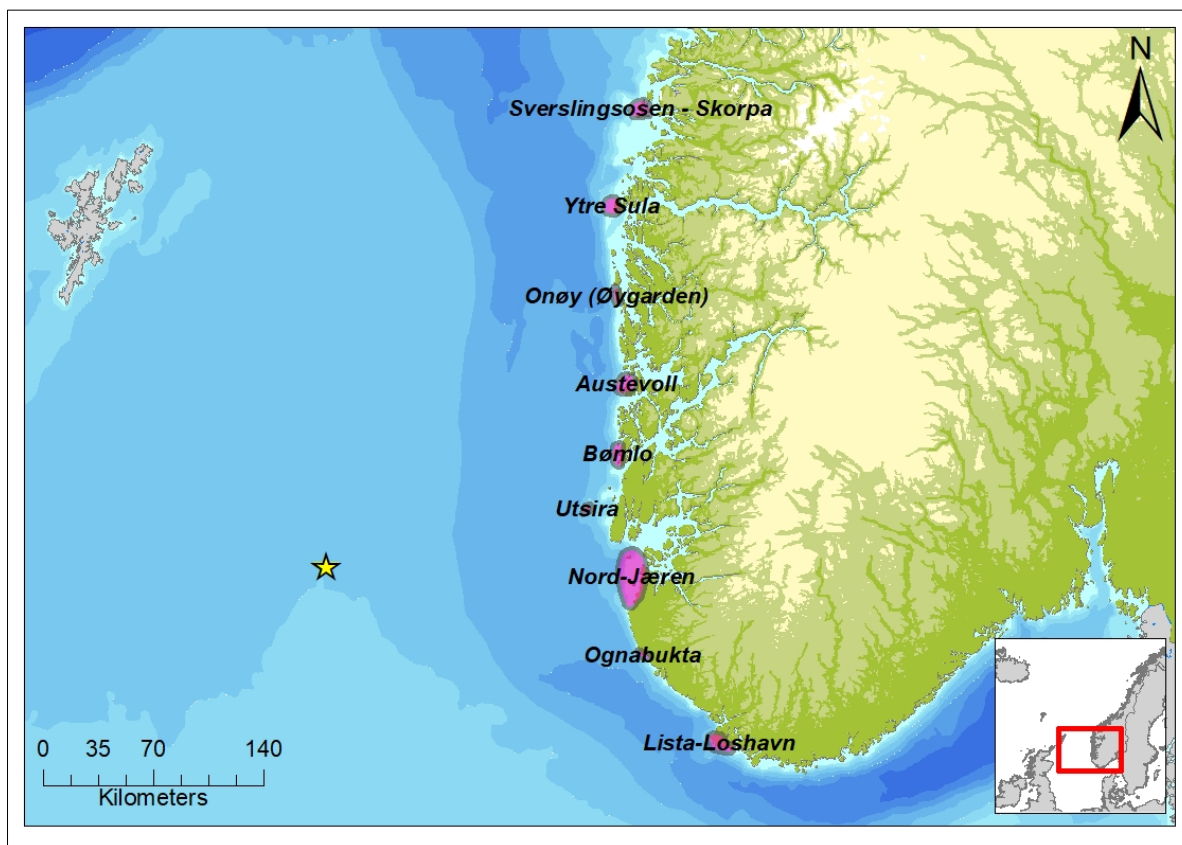 N
Sverslingsosen - Skorpa
Ytre Sula
Onøy (Øygarden)
Austevoll
Bømlo
Utsira
Nord-Jæren
Ognabukta
Lista-Loshavn
0 35 70 140
Kilometers